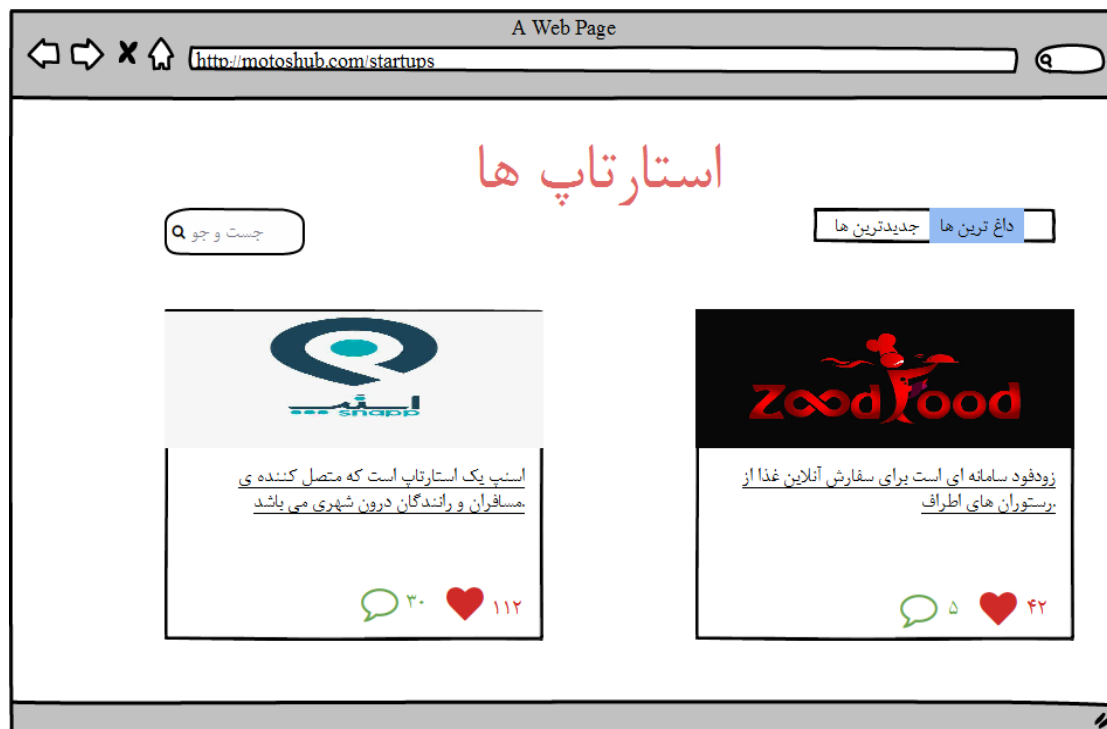 A Web Page
http://motoshub.com/startups
استارتاپ ها
داغ ترین ها
جدیدترین ها
جست و جو
ZoodFood
زودفود سامانه ای است برای سفارش آنلاین غذا از
رستوران های اطراف.
۴۲
۵
اسنپ
snapp
اسنپ یک استارتاپ است که متصل کننده ی
مسافران و رانندگان درون شهری می باشد.
۱۱۲
۳۰